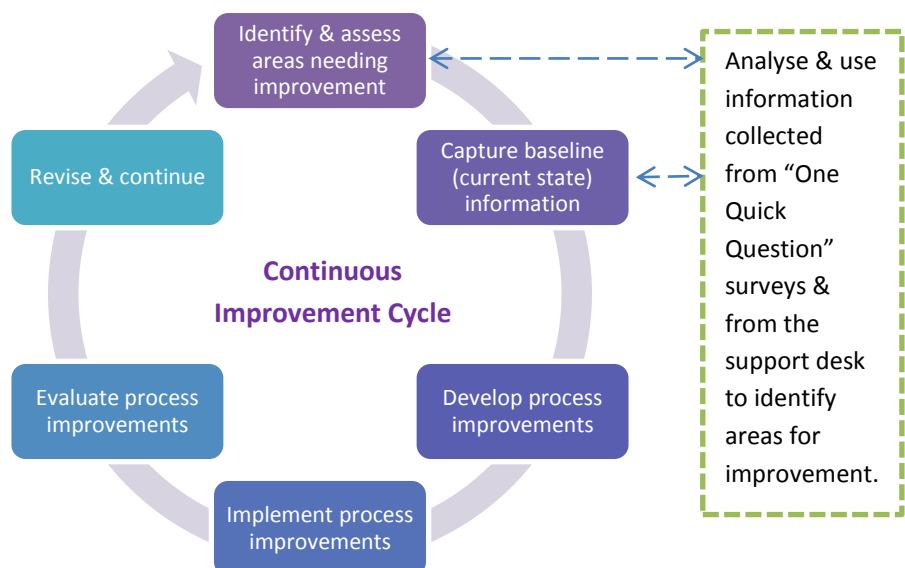 Identify & assess
areas needing
improvement
Capture baseline
(current state)
information
Develop process
improvements
Implement process
improvements
Evaluate process
improvements
Revise & continue
Continuous
Improvement Cycle
Analyse & use
information
collected
from “One
Quick
Question”
surveys &
from the
support desk
to identify
areas for
improvement.